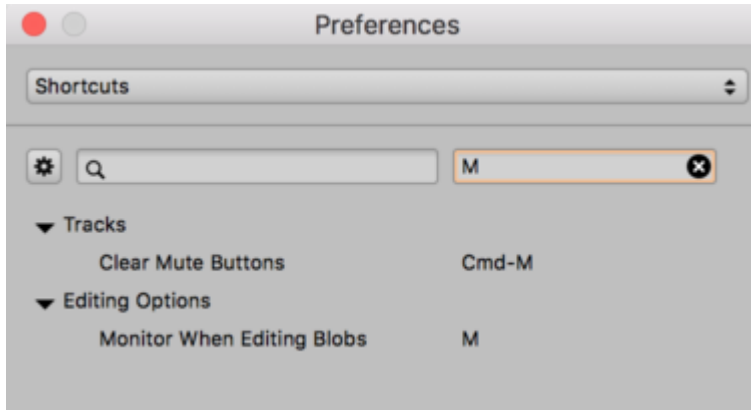 Preferences
Shortcuts
M
Tracks
Clear Mute Buttons Cmd-M
Editing Options
Monitor When Editing Blobs M